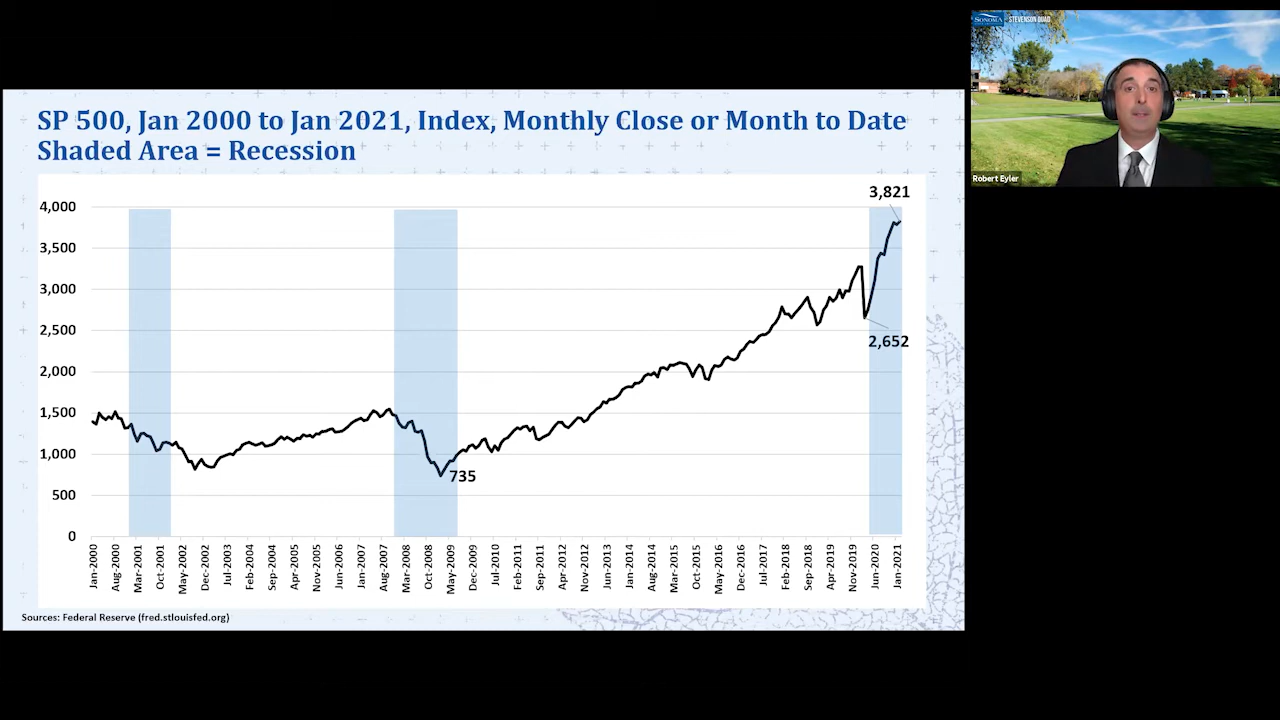 SP 500, Jan 2000 to Jan 2021, Index, Monthly Close or Month to Date
Shaded Area = Recession
3,821
4,000
3,500
3,000
2,500
2,652
2,000
1,500
1,000
735
500
0
Jan-2000
Aug-2000
Mar-2001
Oct-2001
May-2002
Dec-2002
Jul-2003
Feb-2004
Sep-2004
Apr-2005
Nov-2005
Jun-2006
Jan-2007
Aug-2007
Mar-2008
Oct-2008
May-2009
Dec-2009
Jul-2010
Feb-2011
Sep-2011
Apr-2012
Nov-2012
Jun-2013
Jan-2014
Aug-2014
Mar-2015
Oct-2015
May-2016
Dec-2016
Jul-2017
Feb-2018
Sep-2018
Apr-2019
Nov-2019
Jun-2020
Jan-2021
Sources: Federal Reserve (fred.stlouisfed.org)
SONOMA STEVENSON QUAD
Robert Eyler